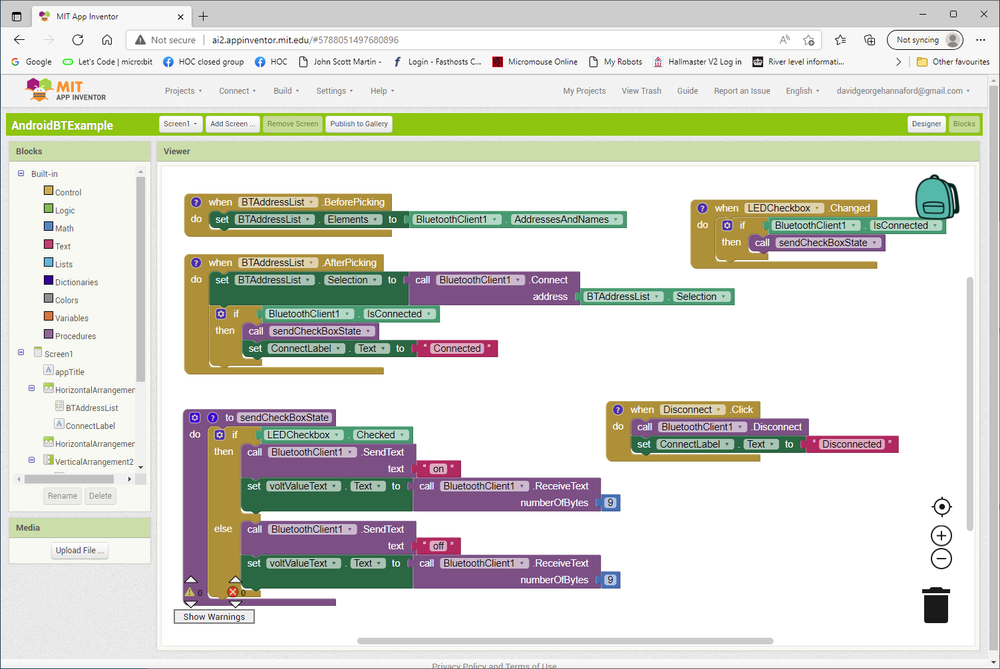 MIT App Inventor
Not secure ai2.appinventor.mit.edu/#5788051497680896 Not syncing
Google Let's Code | micro:bit HOC closed group HOC John Scott Martin - Login - Fasthosts C... Micromouse Online My Robots Hallmaster V2 Log in River level informati... Other favourites
MIT
APP INVENTOR
Projects Connect Build Settings Help My Projects View Trash Guide Report an Issue English davidgeorgehannaford@gmail.com
AndroidBTExample Screen1 Add Screen ... Remove Screen Publish to Gallery Designer Blocks
Blocks
Built-in
Control
Logic
Math
Text
Lists
Dictionaries
Colors
Variables
Procedures
Screen1
appTitle
HorizontalArrangemen
BTAddressList
ConnectLabel
HorizontalArrangemen
VerticalArrangement2
Rename Delete
Media
Upload File ...
Viewer
when BTAddressList .BeforePicking
do set BTAddressList . Elements to BluetoothClient1 . AddressesAndNames
when LEDCheckbox .Changed
do if BluetoothClient1 . IsConnected
then call sendCheckBoxState
when BTAddressList .AfterPicking
do set BTAddressList . Selection to call BluetoothClient1 .Connect
address BTAddressList . Selection
if BluetoothClient1 . IsConnected
then call sendCheckBoxState
set ConnectLabel . Text to " Connected "
to sendCheckBoxState
do if LEDCheckbox . Checked
then call BluetoothClient1 .SendText
text " on "
set voltValueText . Text to call BluetoothClient1 .ReceiveText
numberOfBytes 9
else call BluetoothClient1 .SendText
text " off "
set voltValueText . Text to call BluetoothClient1 .ReceiveText
numberOfBytes 9
when Disconnect .Click
do call BluetoothClient1 .Disconnect
set ConnectLabel . Text to " Disconnected "
0 0
Show Warnings
Privacy Policy and Terms of Use